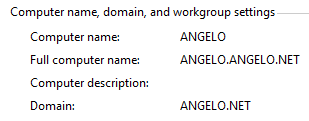 Computer name, domain, and workgroup settings
Computer name: ANGELO
Full computer name: ANGELO.ANGELO.NET
Computer description:
Domain: ANGELO.NET